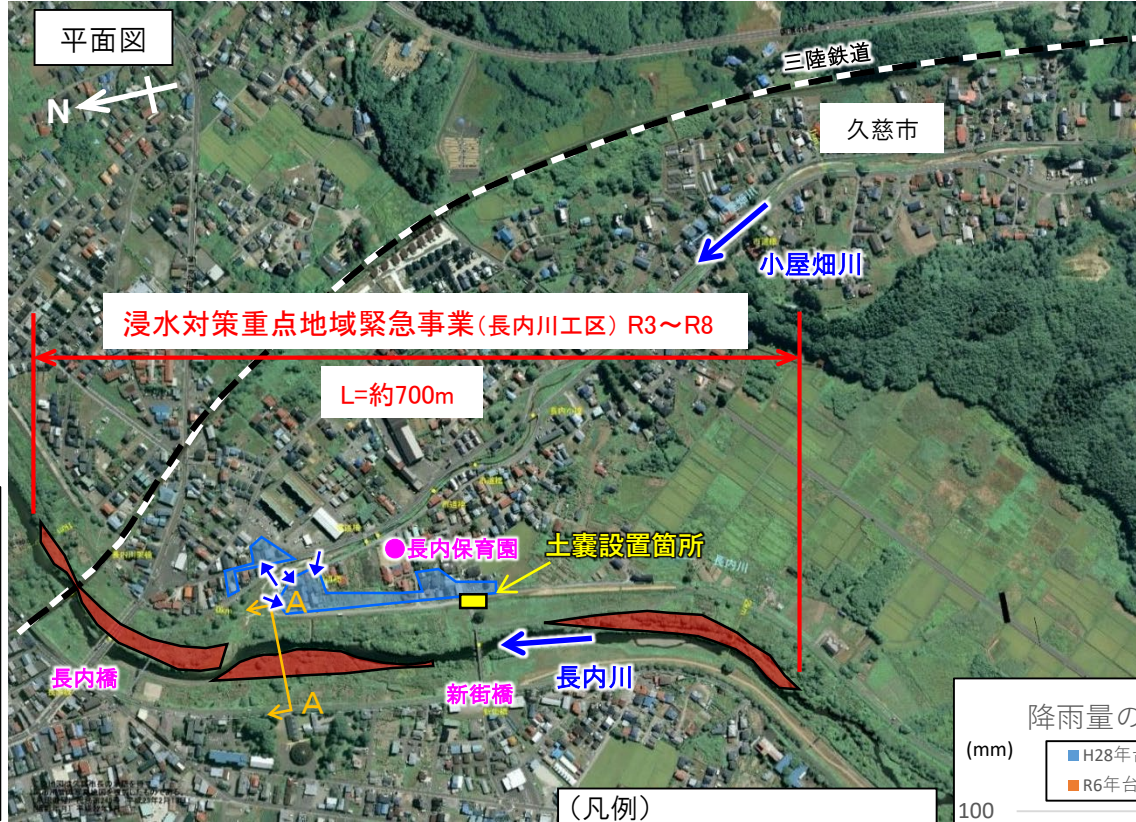 平面図
N
三陸鉄道
久慈市
小屋畑川
浸水対策重点地域緊急事業(長内川工区) R3~R8
L=約700m
長内保育園
土嚢設置箇所
長内川
A
A
長内橋
新街橋
長内川
降雨量の
(mm)
H28年台
R6年台
100
(凡例)